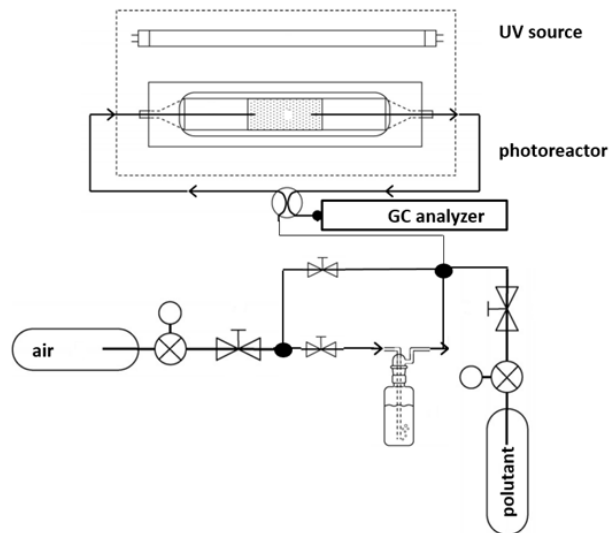 UV source
photoreactor
GC analyzer
air
polutant